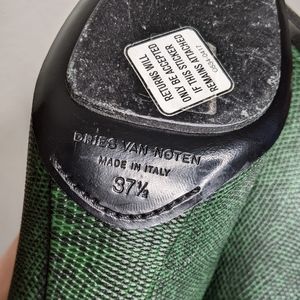 RETURNS WILL
ONLY BE ACCEPTED
IF THIS STICKER
REMAINS ATTACHED
DRIES VAN NOTEN
MADE IN ITALY
37½